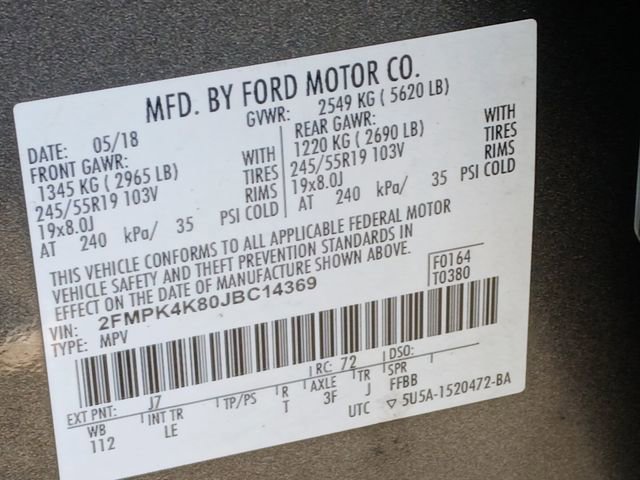 MFD. BY FORD MOTOR CO.
DATE: 05/18 GVWR: 2549 KG ( 5620 LB)
FRONT GAWR: REAR GAWR:
1345 KG ( 2965 LB) WITH 1220 KG ( 2690 LB) WITH
245/55R19 103V TIRES 245/55R19 103V TIRES
19x8.0J RIMS 19x8.0J RIMS
AT 240 kPa/ 35 PSI COLD AT 240 kPa/ 35 PSI COLD
THIS VEHICLE CONFORMS TO ALL APPLICABLE FEDERAL MOTOR
VEHICLE SAFETY AND THEFT PREVENTION STANDARDS IN
EFFECT ON THE DATE OF MANUFACTURE SHOWN ABOVE.
VIN: 2FMPK4K80JBC14369 F0164
TYPE: MPV T0380
EXT PNT: J7 RC: 72 DSO:
WB INT TR TP/PS R AXLE TR SPR
112 LE T 3F J FFBB
UTC ▽ 5U5A-1520472-BA